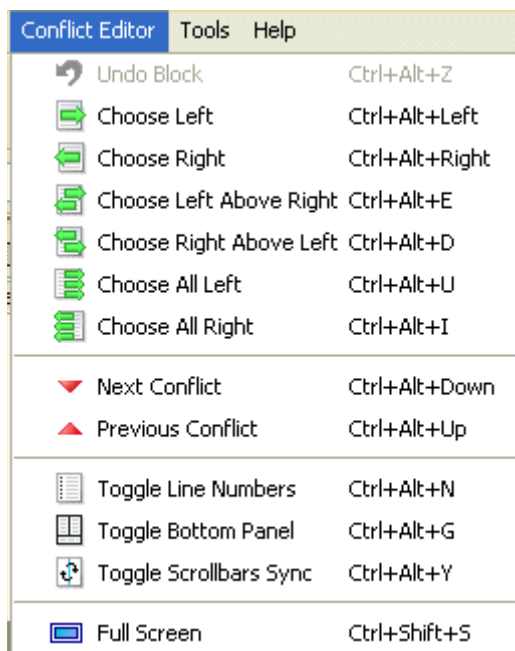 Conflict Editor Tools Help
Undo Block Ctrl+Alt+Z
Choose Left Ctrl+Alt+Left
Choose Right Ctrl+Alt+Right
Choose Left Above Right Ctrl+Alt+E
Choose Right Above Left Ctrl+Alt+D
Choose All Left Ctrl+Alt+U
Choose All Right Ctrl+Alt+I
Next Conflict Ctrl+Alt+Down
Previous Conflict Ctrl+Alt+Up
Toggle Line Numbers Ctrl+Alt+N
Toggle Bottom Panel Ctrl+Alt+G
Toggle Scrollbars Sync Ctrl+Alt+Y
Full Screen Ctrl+Shift+S